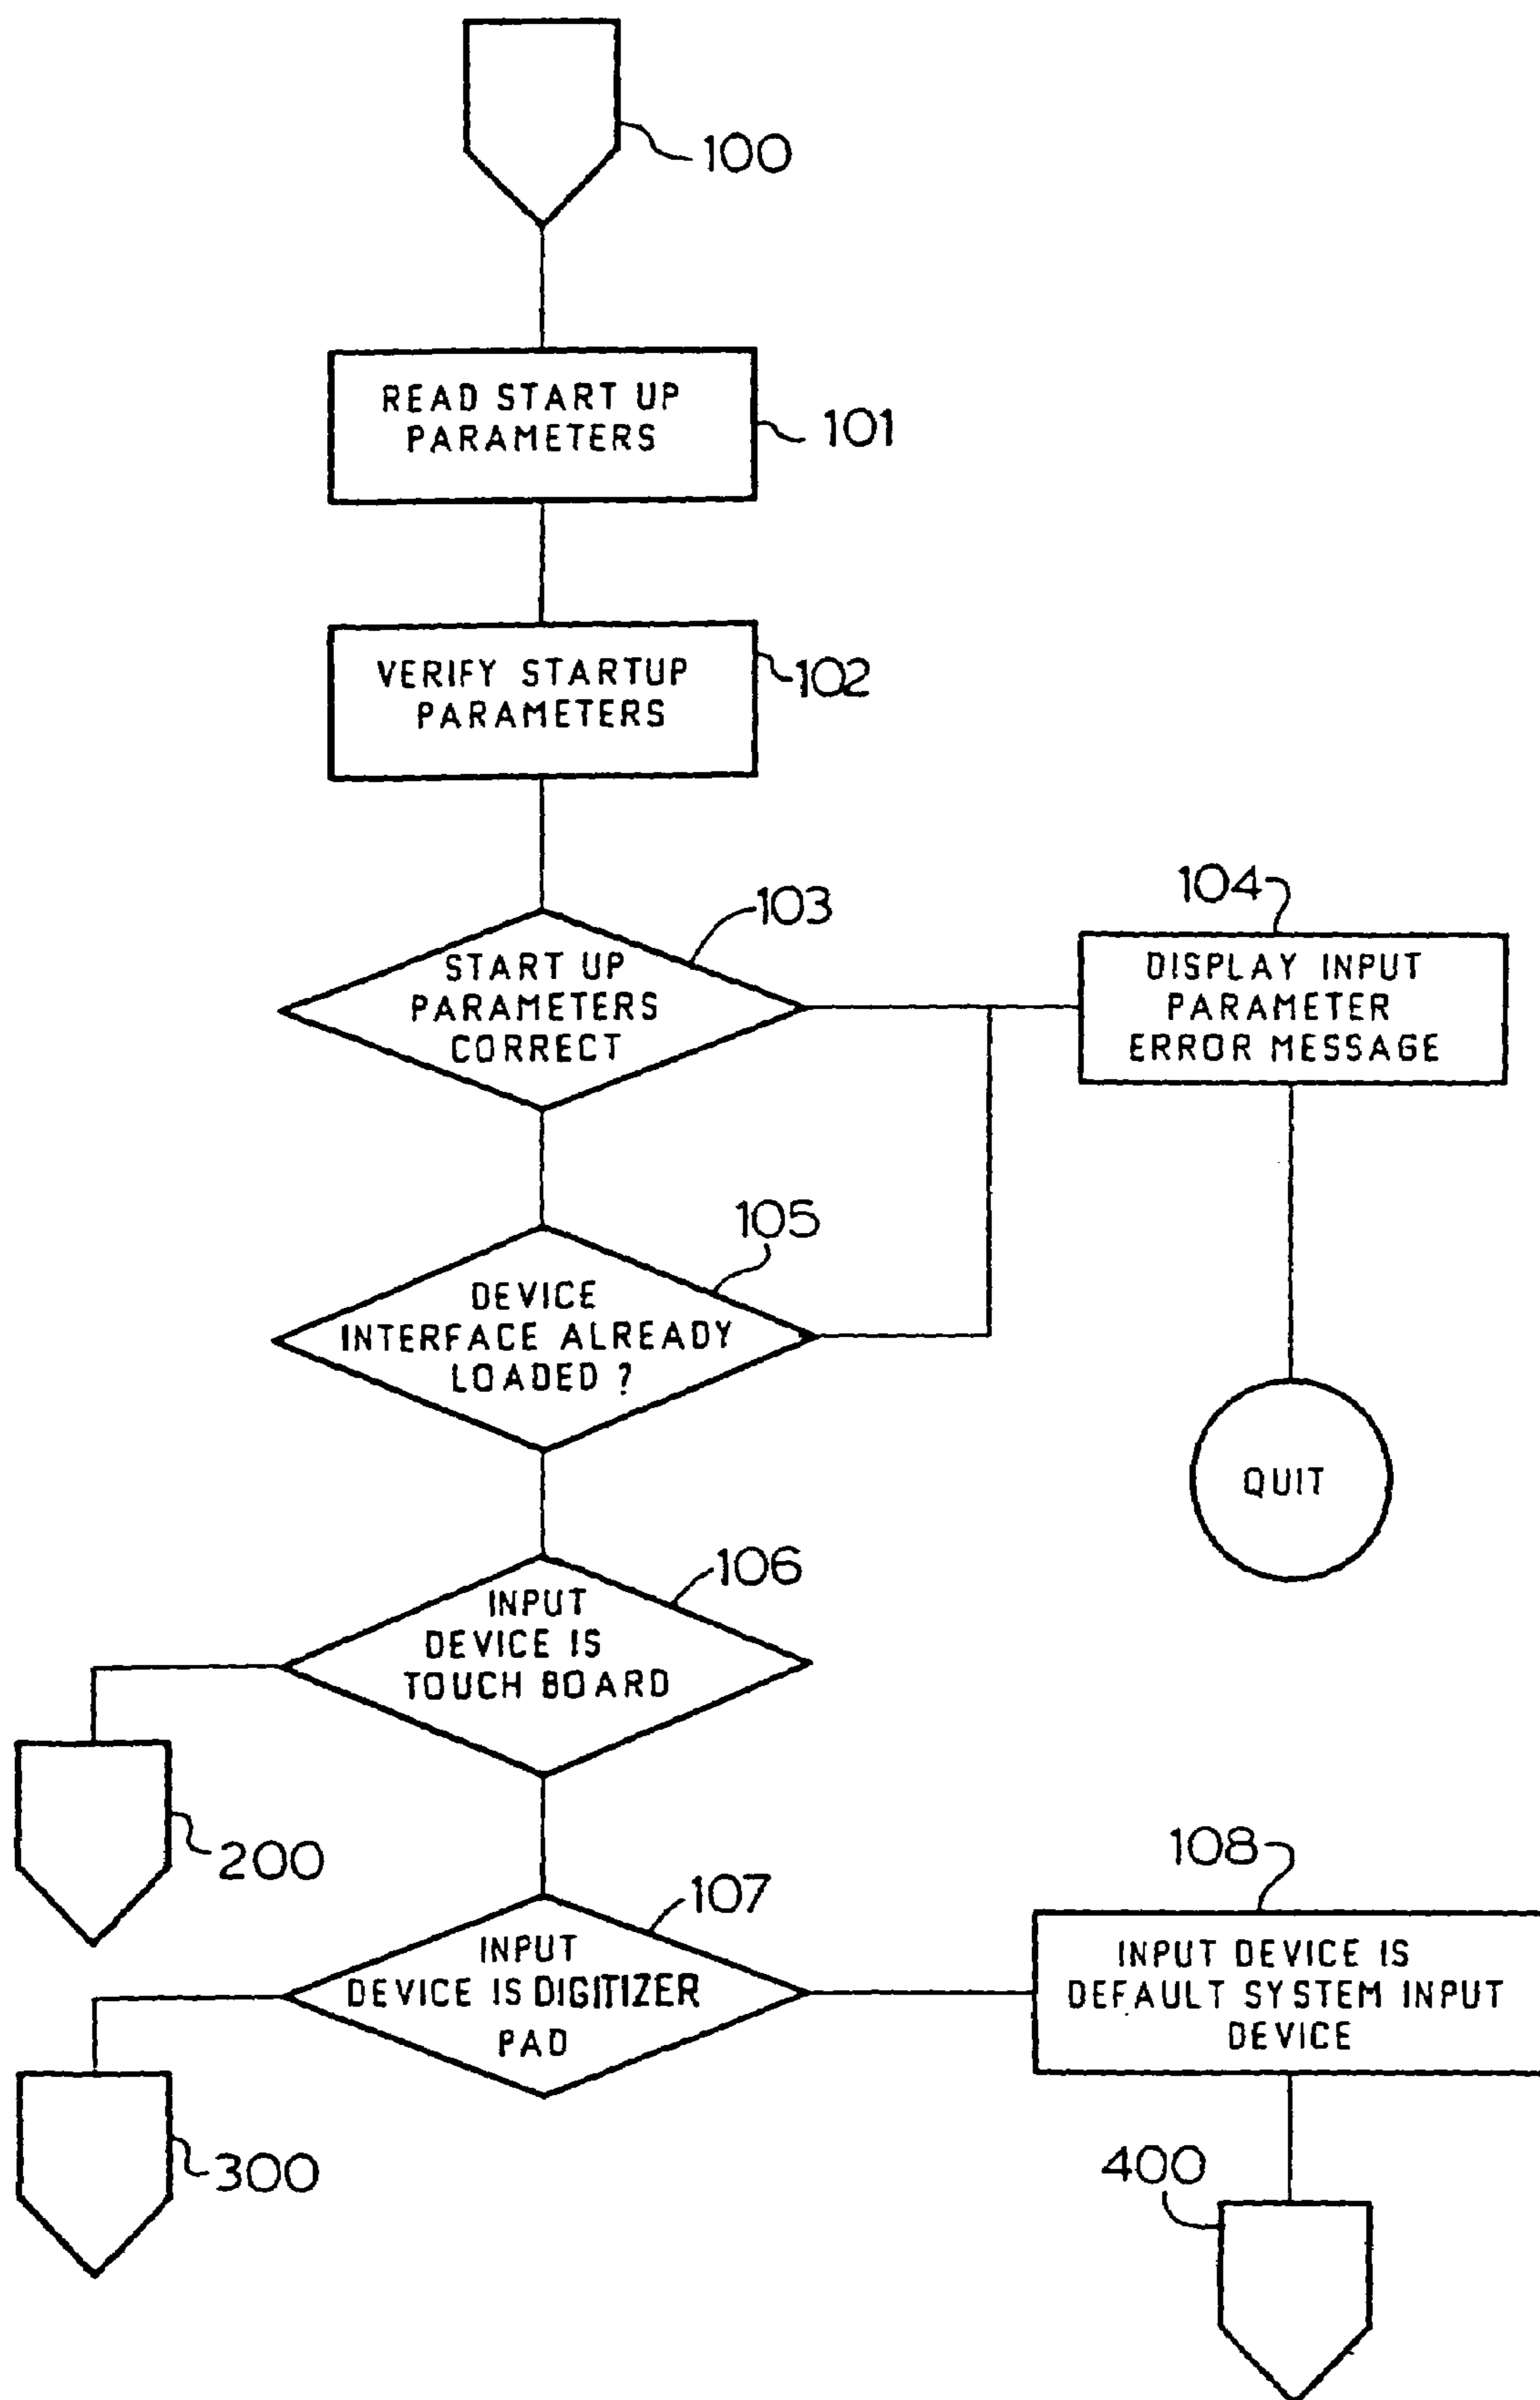 100
READ START UP
PARAMETERS
101
VERIFY STARTUP
PARAMETERS
102
103
START UP
PARAMETERS
CORRECT
104
DISPLAY INPUT
PARAMETER
ERROR MESSAGE
105
DEVICE
INTERFACE ALREADY
LOADED ?
QUIT
106
INPUT
DEVICE IS
TOUCH BOARD
200
107
INPUT
DEVICE IS DIGITIZER
PAD
108
INPUT DEVICE IS
DEFAULT SYSTEM INPUT
DEVICE
300
400